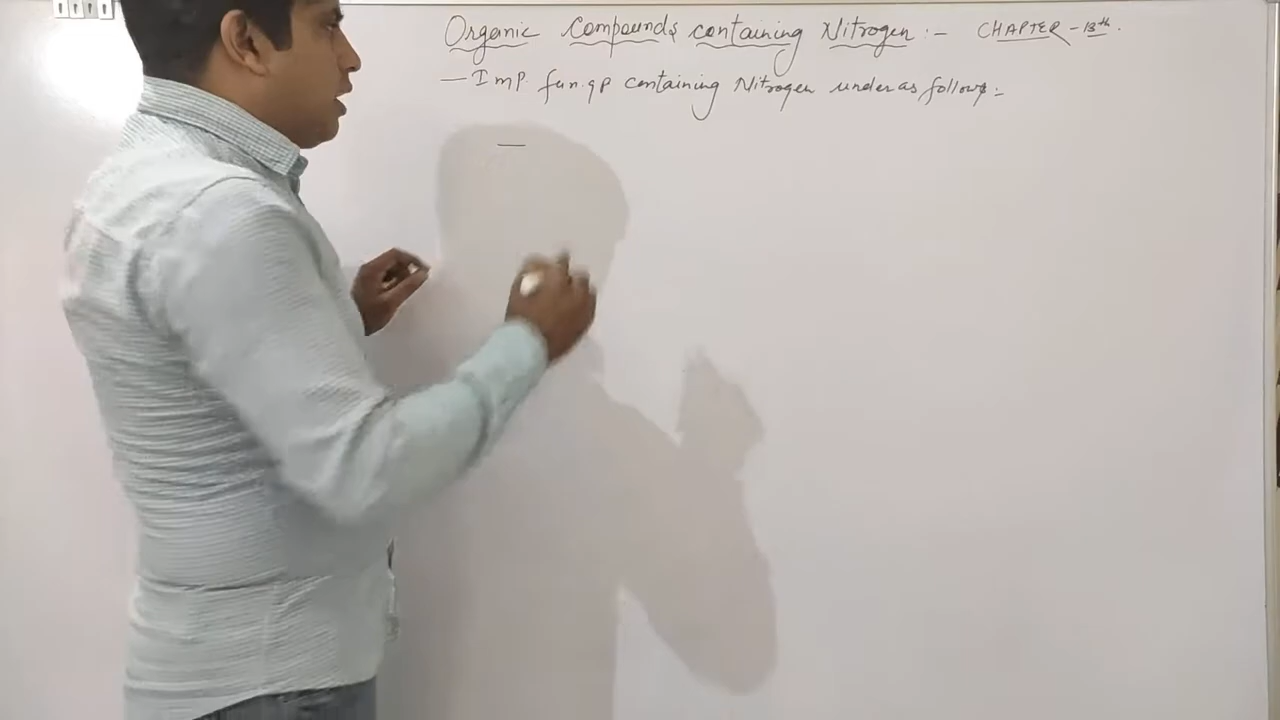 Organic Compounds containing Nitrogen :- CHAPTER - 13th.
— Imp. fun. gp containing Nitrogen under as follows :-
—